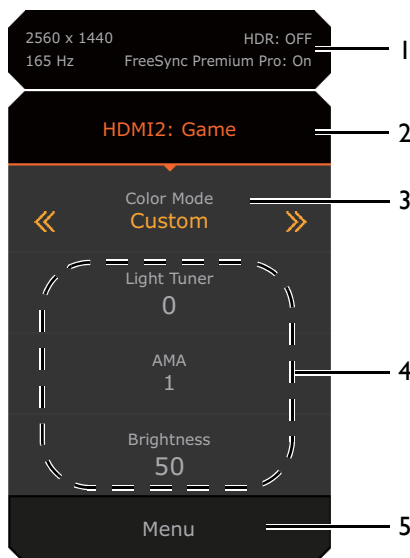 2560 x 1440 HDR: OFF
165 Hz FreeSync Premium Pro: On
1
HDMI2: Game
2
Color Mode
3
Custom
Light Tuner
0
AMA
1
4
Brightness
50
Menu
5